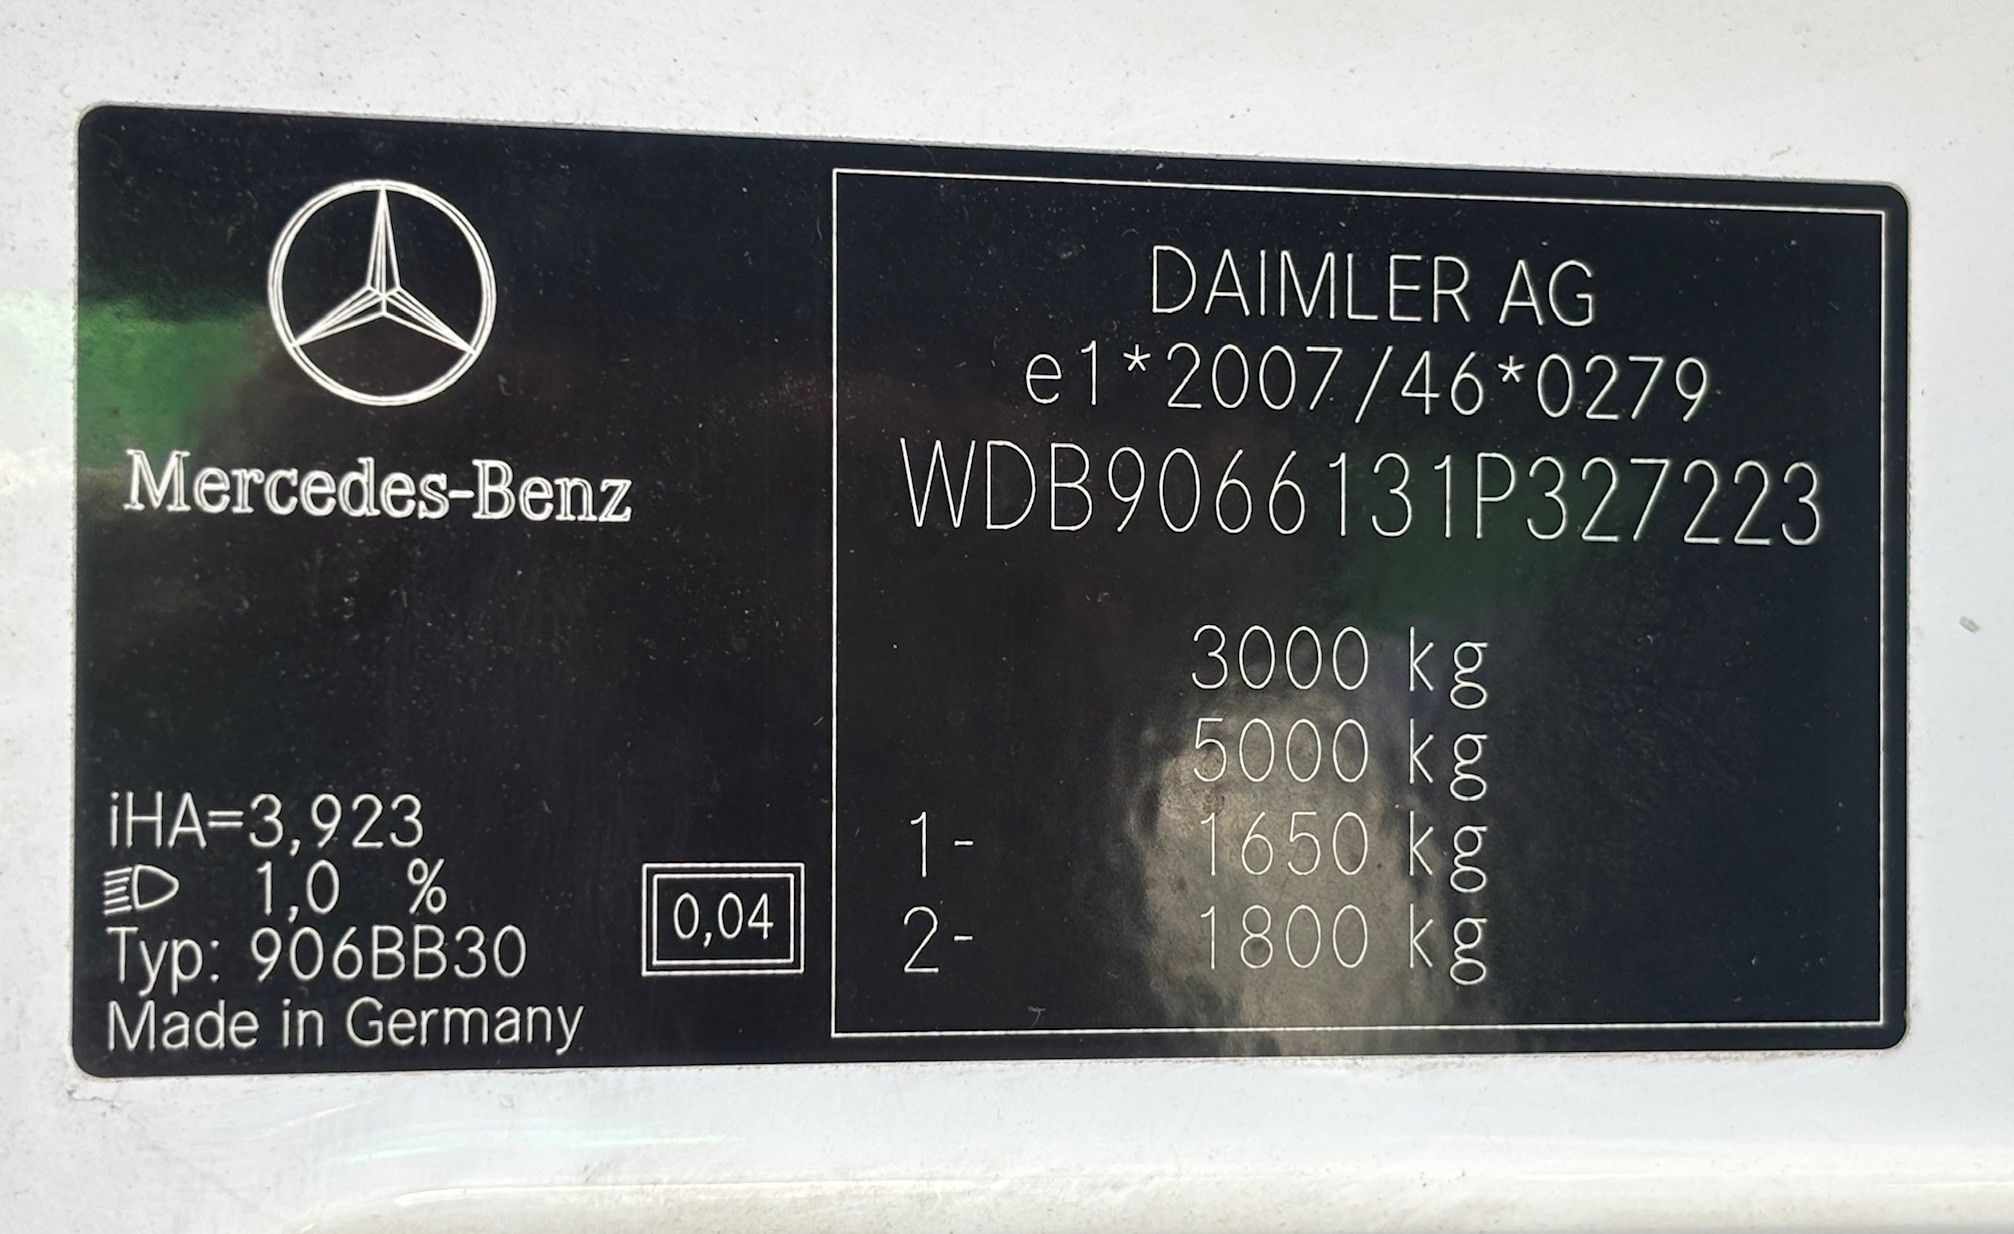 Mercedes-Benz
iHA=3,923
1,0 %
Typ: 906BB30
Made in Germany
0,04
DAIMLER AG
e1*2007/46*0279
WDB9066131P327223
3000 kg
5000 kg
1- 1650 kg
2- 1800 kg